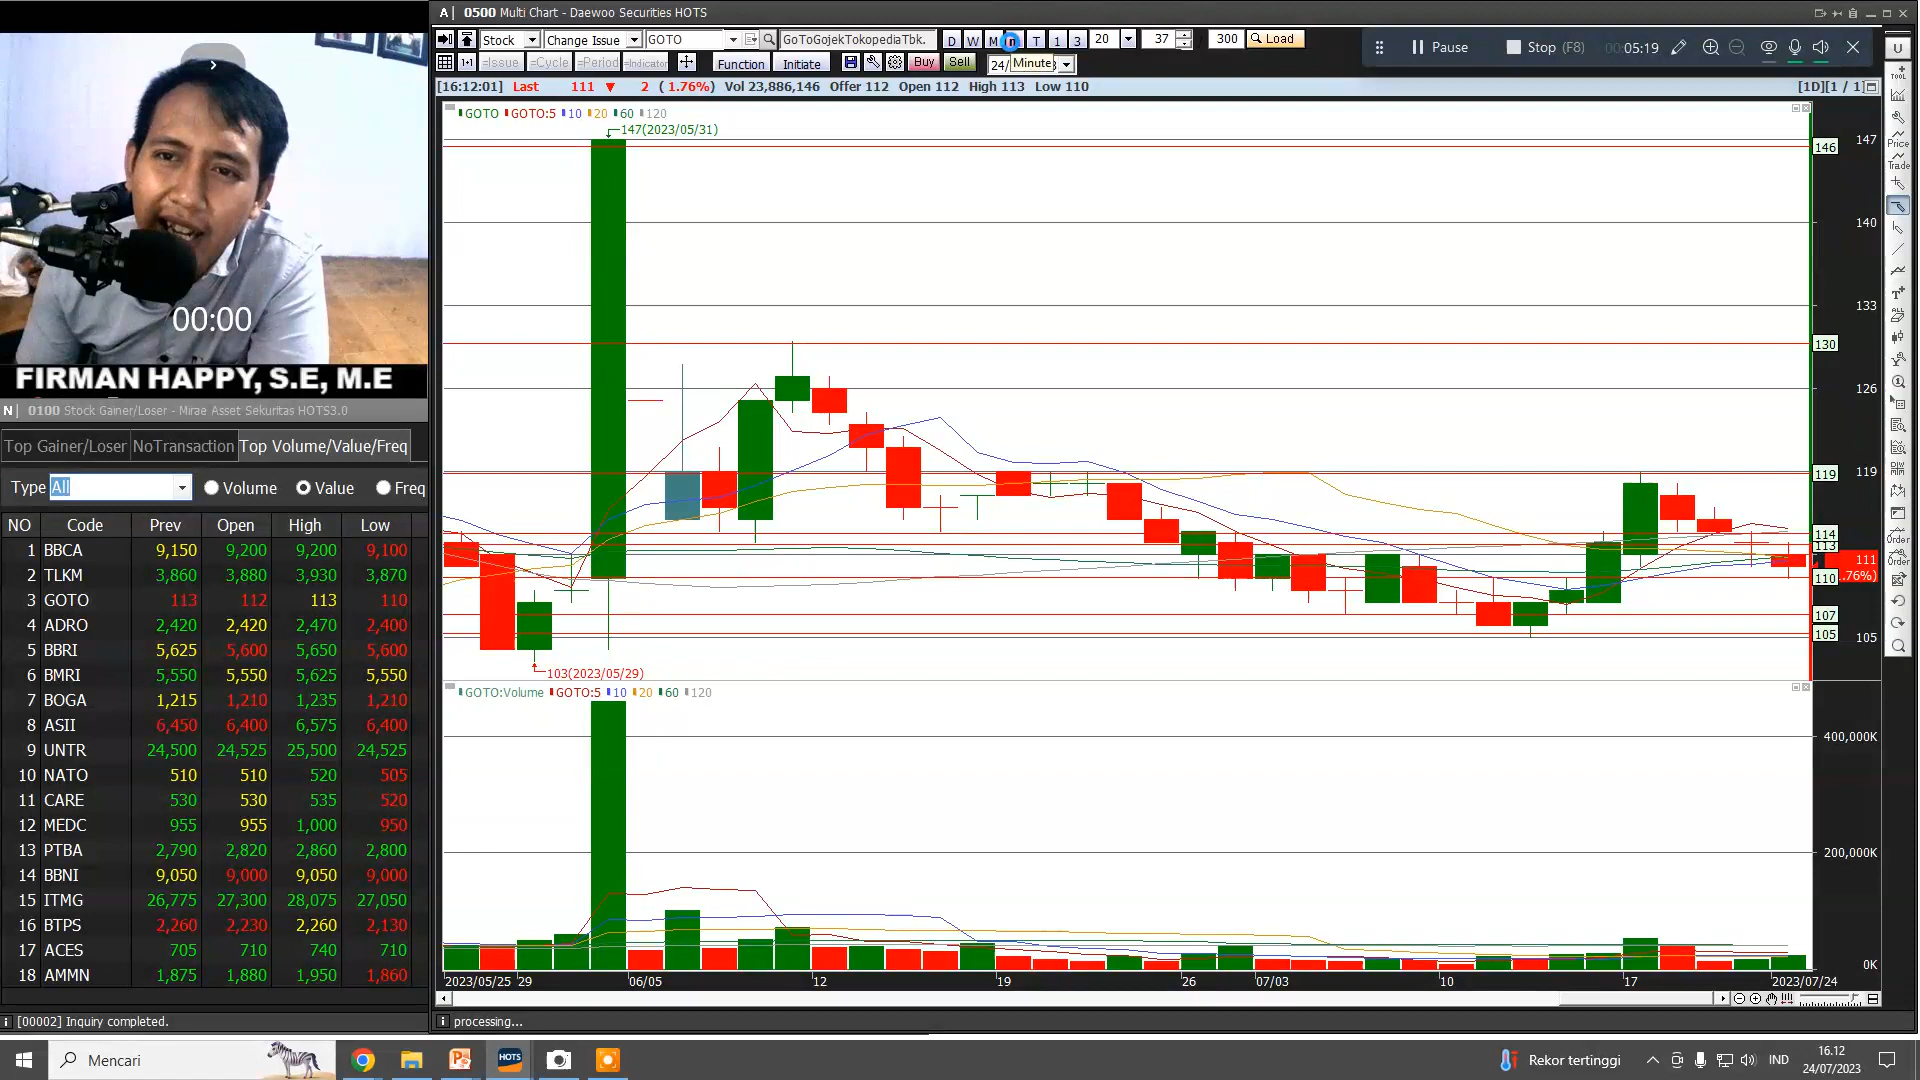 A 0500 Multi Chart - Daewoo Securities HOTS
Stock Change Issue GOTO GoToGojekTokopediaTbk. D W M T 1 3 20 37 300 Load
Pause Stop (F8) 00:05:19
+Issue +Cycle +Period +Indicator Function Initiate Buy Sell 24/ Minute
[16:12:01] Last 111 ▼ 2 ( 1.76%) Vol 23,886,146 Offer 112 Open 112 High 113 Low 110 [1D][1 / 1]
GOTO GOTO:5 10 20 60 120
147(2023/05/31)
147
146
140
133
130
126
119 119
114
113
111
110 .76%)
107
105 105
103(2023/05/29)
GOTO:Volume GOTO:5 10 20 60 120
400,000K
200,000K
0K
2023/05/25 29 06/05 12 19 26 07/03 10 17 2023/07/24
processing...
U
TOOL
Price
Trade
Order
Order
00:00
FIRMAN HAPPY, S.E, M.E
N 0100 Stock Gainer/Loser - Mirae Asset Sekuritas HOTS3.0
Top Gainer/Loser NoTransaction Top Volume/Value/Freq
Type All Volume Value Freq
NO Code Prev Open High Low
1 BBCA 9,150 9,200 9,200 9,100
2 TLKM 3,860 3,880 3,930 3,870
3 GOTO 113 112 113 110
4 ADRO 2,420 2,420 2,470 2,400
5 BBRI 5,625 5,600 5,650 5,600
6 BMRI 5,550 5,550 5,625 5,550
7 BOGA 1,215 1,210 1,235 1,210
8 ASII 6,450 6,400 6,575 6,400
9 UNTR 24,500 24,525 25,500 24,525
10 NATO 510 510 520 505
11 CARE 530 530 535 520
12 MEDC 955 955 1,000 950
13 PTBA 2,790 2,820 2,860 2,800
14 BBNI 9,050 9,000 9,050 9,000
15 ITMG 26,775 27,300 28,075 27,050
16 BTPS 2,260 2,230 2,260 2,130
17 ACES 705 710 740 710
18 AMMN 1,875 1,880 1,950 1,860
[00002] Inquiry completed.
Mencari HOTS Rekor tertinggi IND 16.12
24/07/2023